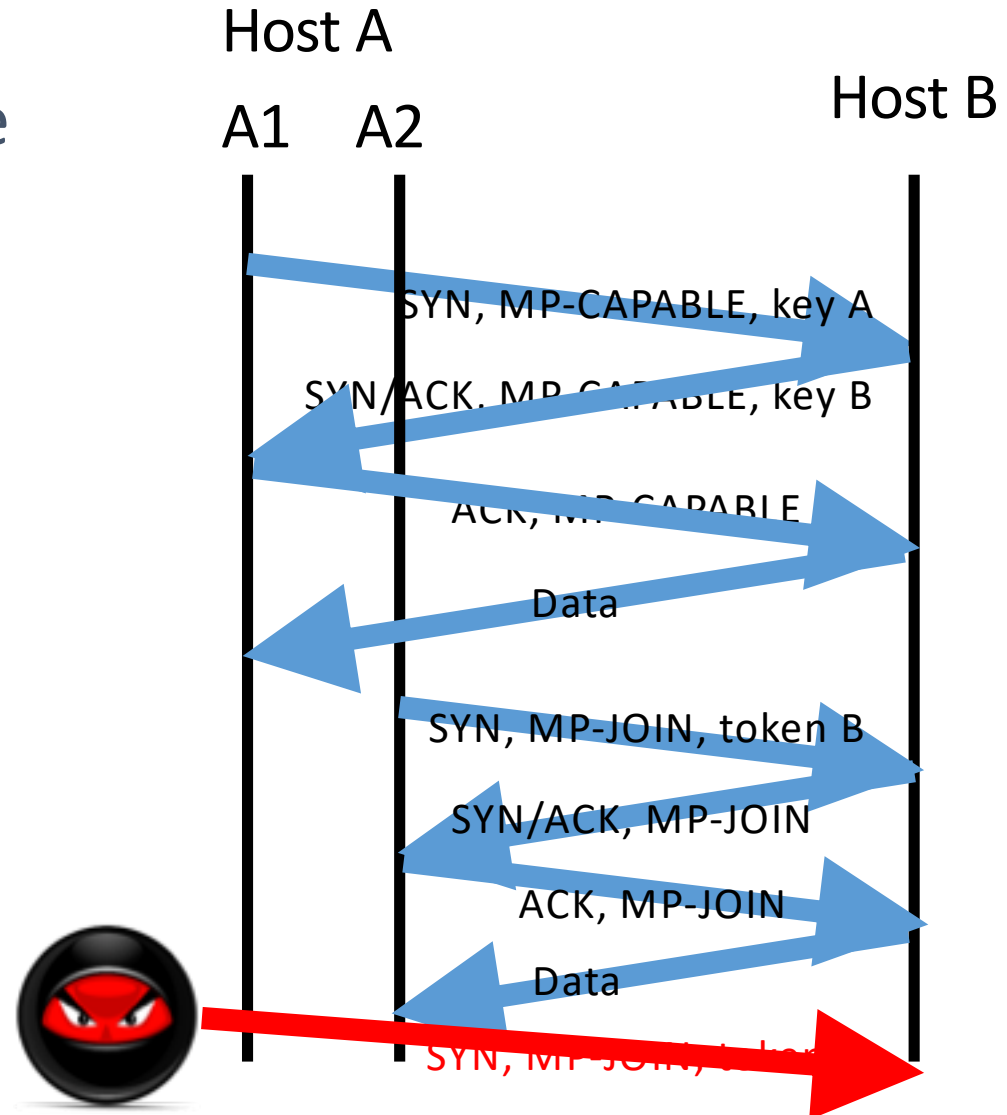 Host A
Host B
e
A1 A2
SYN, MP-CAPABLE, key A
SYN/ACK, MP-CAPABLE, key B
ACK, MP-CAPABLE
Data
SYN, MP-JOIN, token B
SYN/ACK, MP-JOIN
ACK, MP-JOIN
Data
SYN, MP-JOIN, token